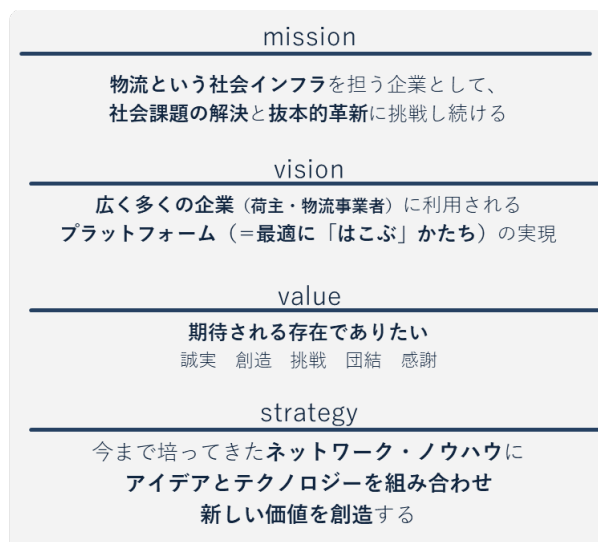 mission
物流という社会インフラを担う企業として、
社会課題の解決と抜本的革新に挑戦し続ける
vision
広く多くの企業（荷主・物流事業者）に利用される
プラットフォーム（＝最適に「はこぶ」かたち）の実現
value
期待される存在でありたい
誠実　創造　挑戦　団結　感謝
strategy
今まで培ってきたネットワーク・ノウハウに
アイデアとテクノロジーを組み合わせ
新しい価値を創造する